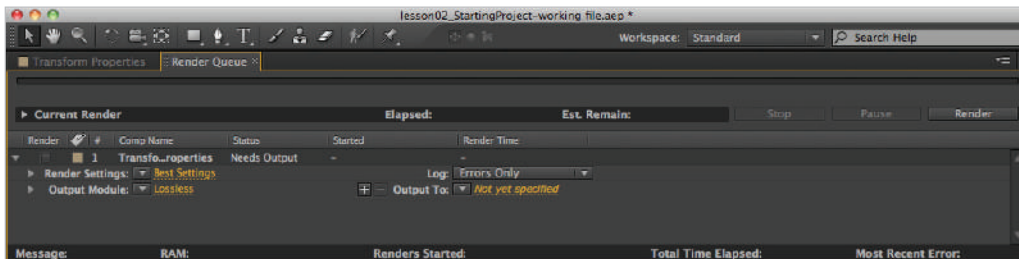 lesson02_StartingProject-working file.aep *
Workspace: Standard Search Help
Transform Properties Render Queue ×
Current Render Elapsed: Est. Remain: Stop Pause Render
Render # Comp Name Status Started Render Time
1 Transfo...roperties Needs Output - -
Render Settings: Best Settings Log: Errors Only
Output Module: Lossless + - Output To: Not yet specified
Message: RAM: Renders Started: Total Time Elapsed: Most Recent Error: